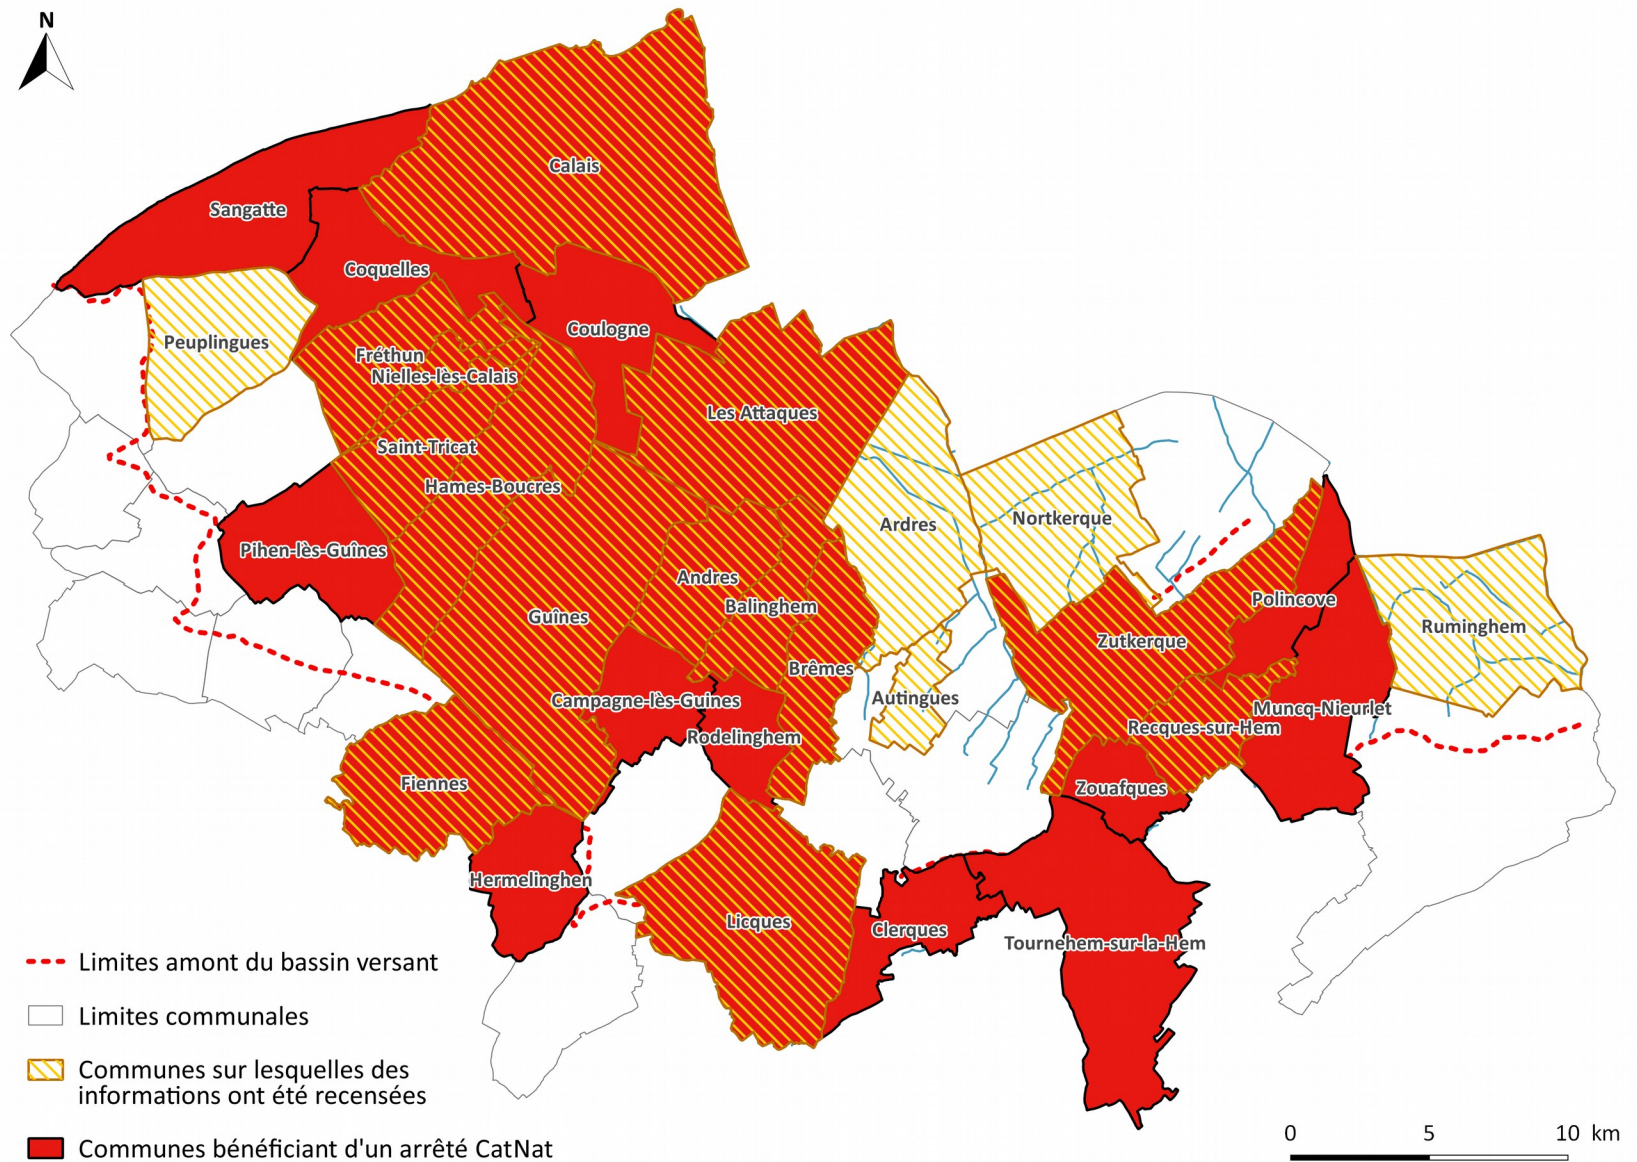 N
Calais
Sangatte
Coquelles
Coulogne
Peuplingues
Fréthun
Nielles-lès-Calais
Les Attaques
Saint-Tricat
Hames-Boucres
Ardres
Nortkerque
Pihen-lès-Guînes
Andres
Balinghem
Polincove
Guînes
Ruminghem
Zutkerque
Brêmes
Autingues
Campagne-lès-Guines
Muncq-Nieurlet
Recques-sur-Hem
Rodelinghem
Fiennes
Zouafques
Hermelinghen
Licques
Clerques
Tournehem-sur-la-Hem
Limites amont du bassin versant
Limites communales
Communes sur lesquelles des
informations ont été recensées
Communes bénéficiant d'un arrêté CatNat
0 5 10 km